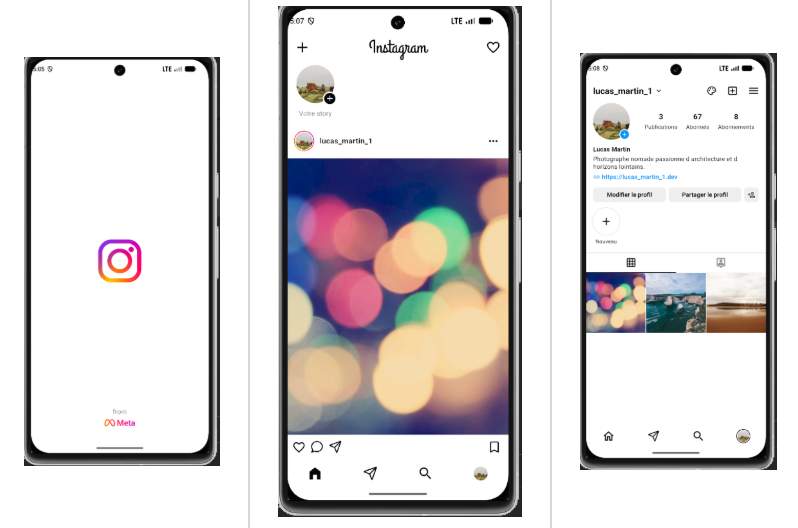 5:05
LTE
from
Meta
5:07
LTE
Instagram
Votre story
lucas_martin_1
5:08
LTE
lucas_martin_1
3 67 8
Publications Abonnés Abonnements
Lucas Martin
Photographe nomade passionne d architecture et d
horizons lointains.
https://lucas_martin_1.dev
Modifier le profil Partager le profil
Nouveau